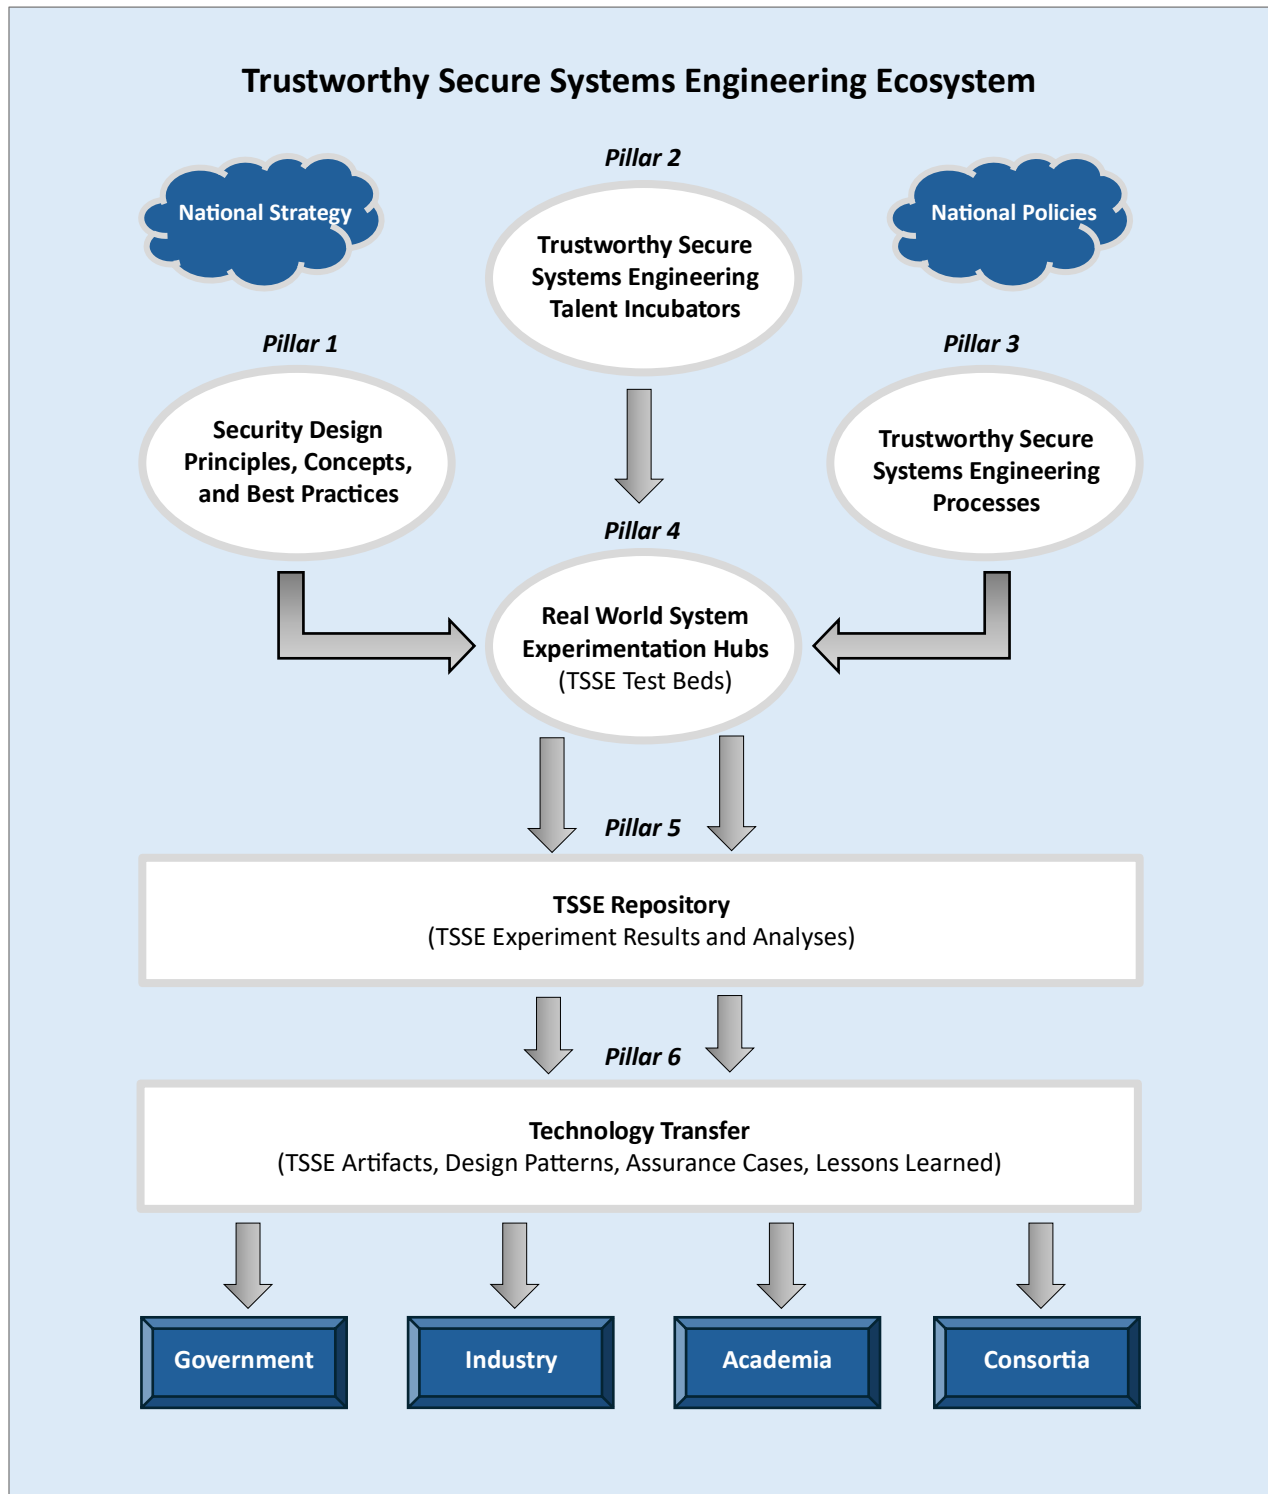 Trustworthy Secure Systems Engineering Ecosystem
Pillar 2
National Strategy
National Policies
Trustworthy Secure
Systems Engineering
Talent Incubators
Pillar 1
Pillar 3
Security Design
Principles, Concepts,
and Best Practices
Trustworthy Secure
Systems Engineering
Processes
Pillar 4
Real World System
Experimentation Hubs
(TSSE Test Beds)
Pillar 5
TSSE Repository
(TSSE Experiment Results and Analyses)
Pillar 6
Technology Transfer
(TSSE Artifacts, Design Patterns, Assurance Cases, Lessons Learned)
Government
Industry
Academia
Consortia